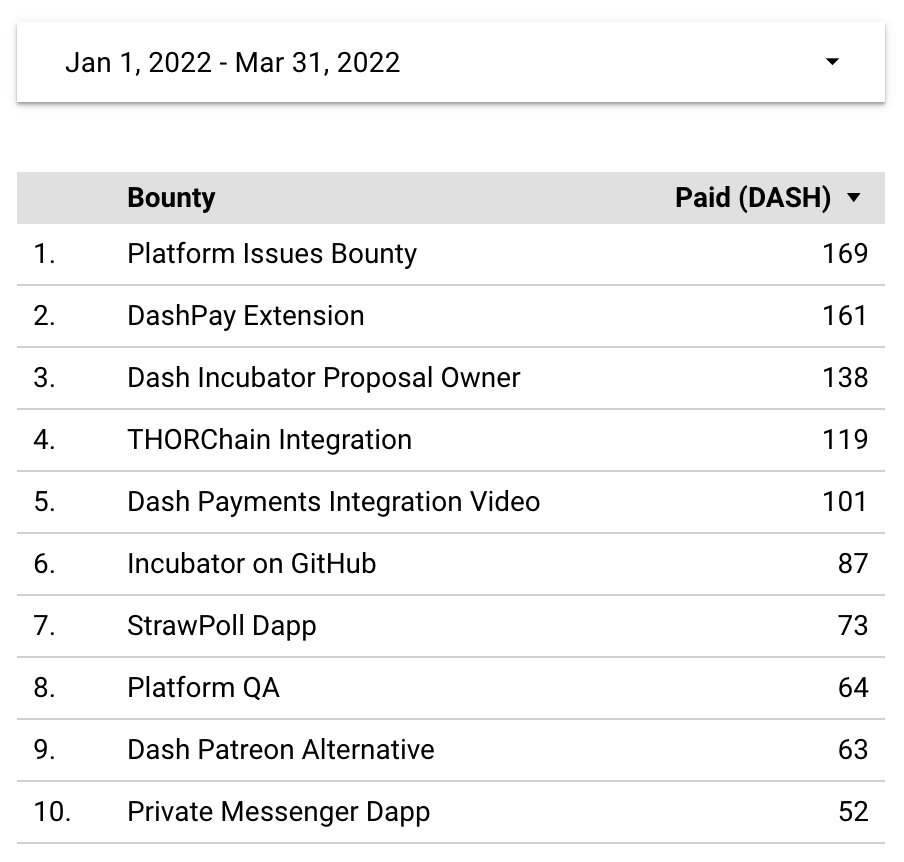 Jan 1, 2022 - Mar 31, 2022
Bounty Paid (DASH)
1. Platform Issues Bounty 169
2. DashPay Extension 161
3. Dash Incubator Proposal Owner 138
4. THORChain Integration 119
5. Dash Payments Integration Video 101
6. Incubator on GitHub 87
7. StrawPoll Dapp 73
8. Platform QA 64
9. Dash Patreon Alternative 63
10. Private Messenger Dapp 52